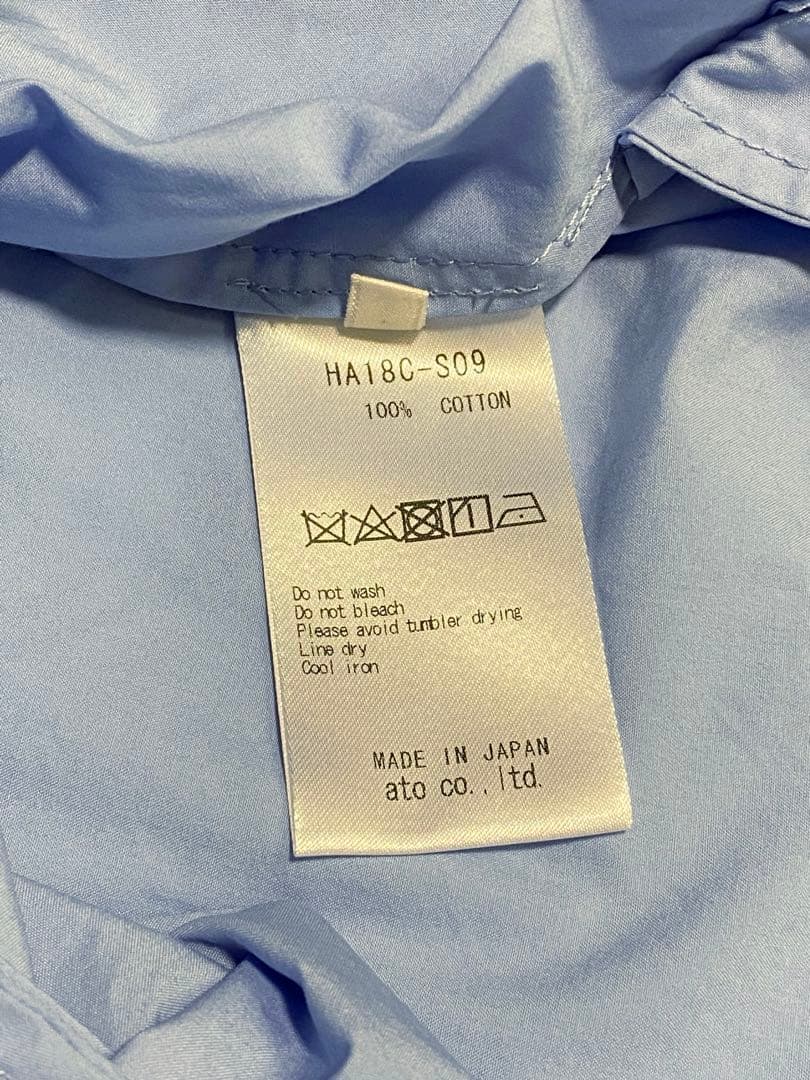 HA18C-S09
100% COTTON
Do not wash
Do not bleach
Please avoid tumbler drying
Line dry
Cool iron
MADE IN JAPAN
ato co., ltd.